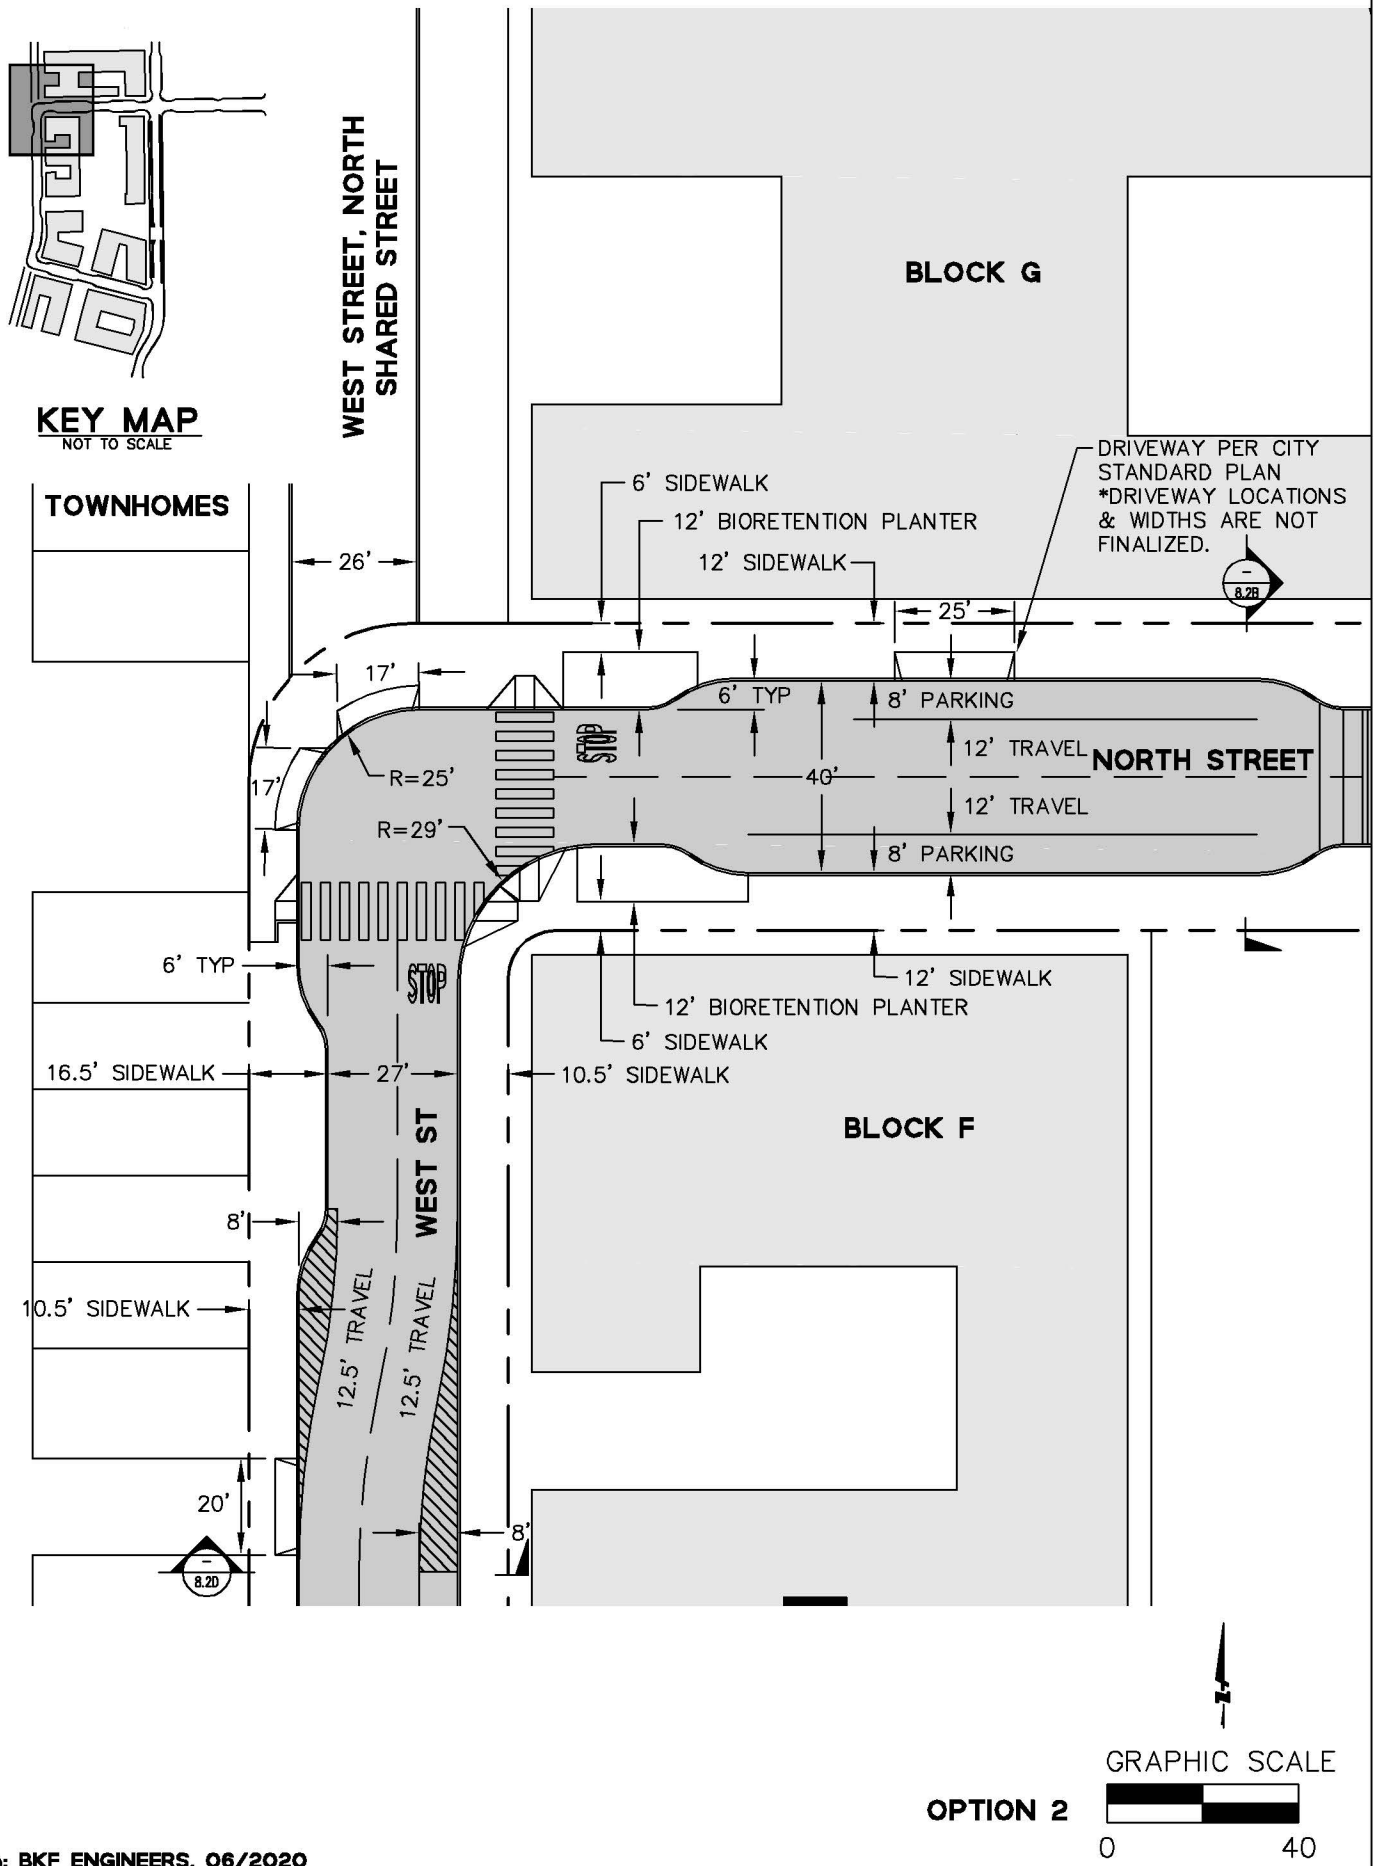 WEST STREET, NORTH
SHARED STREET
BLOCK G
KEY MAP
NOT TO SCALE
TOWNHOMES
DRIVEWAY PER CITY
STANDARD PLAN
*DRIVEWAY LOCATIONS
& WIDTHS ARE NOT
FINALIZED.
6' SIDEWALK
12' BIORETENTION PLANTER
12' SIDEWALK
26'
–
8.2B
25'
17'
6' TYP
8' PARKING
12' TRAVEL
NORTH STREET
STOP
17'
R=25'
40'
12' TRAVEL
R=29'
8' PARKING
6' TYP
STOP
12' SIDEWALK
12' BIORETENTION PLANTER
6' SIDEWALK
16.5' SIDEWALK
27'
10.5' SIDEWALK
WEST ST
BLOCK F
8'
10.5' SIDEWALK
12.5' TRAVEL
12.5' TRAVEL
20'
8'
–
8.2D
GRAPHIC SCALE
OPTION 2
0 40
: BKF ENGINEERS, 06/2020